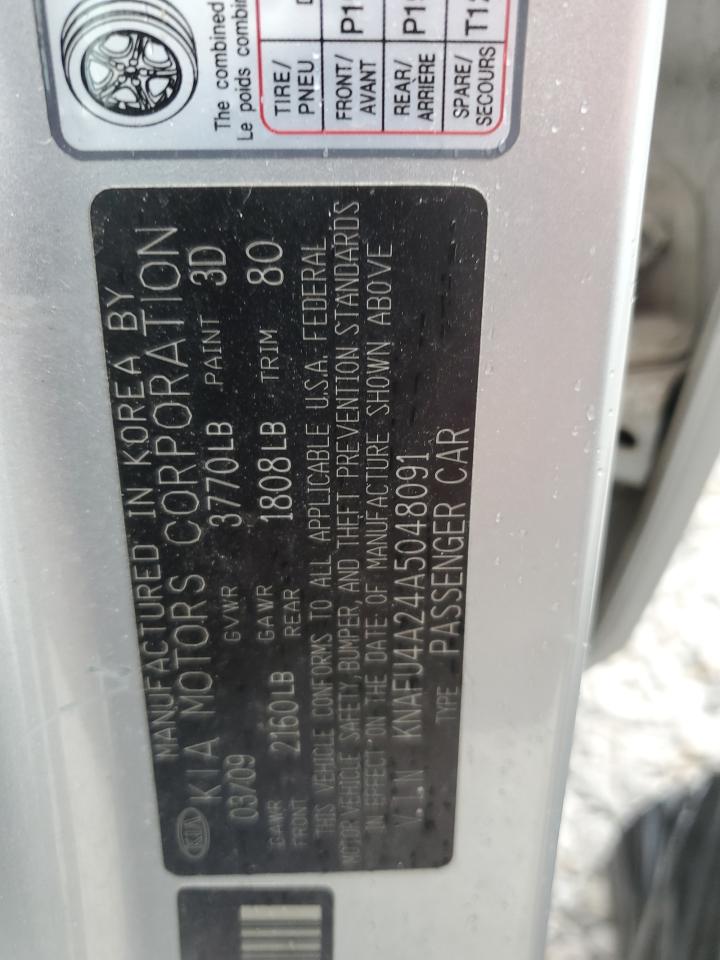 The combined
Le poids combin
TIRE/
PNEU
FRONT/
AVANT
REAR/
ARRIÈRE
SPARE/
SECOURS
KIA
MANUFACTURED IN KOREA BY
KIA MOTORS CORPORATION
03/09 GVWR 3770LB PAINT 3D
GAWR FRONT 2160LB GAWR REAR 1808LB TRIM 80
THIS VEHICLE CONFORMS TO ALL APPLICABLE U.S.A. FEDERAL
MOTOR VEHICLE SAFETY, BUMPER, AND THEFT PREVENTION STANDARDS
IN EFFECT ON THE DATE OF MANUFACTURE SHOWN ABOVE
V.I.N KNAFU4A24A5048091
TYPE PASSENGER CAR